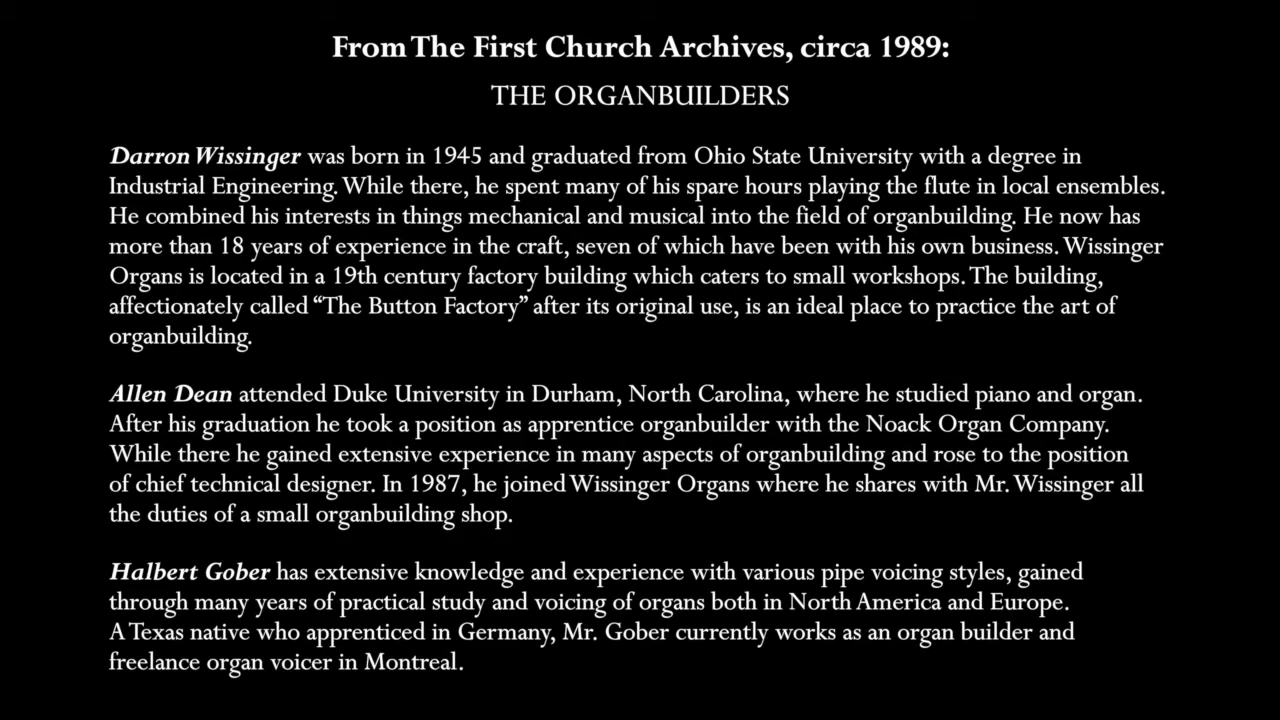 From The First Church Archives, circa 1989:
THE ORGANBUILDERS
Darron Wissinger was born in 1945 and graduated from Ohio State University with a degree in
Industrial Engineering. While there, he spent many of his spare hours playing the flute in local ensembles.
He combined his interests in things mechanical and musical into the field of organbuilding. He now has
more than 18 years of experience in the craft, seven of which have been with his own business. Wissinger
Organs is located in a 19th century factory building which caters to small workshops. The building,
affectionately called “The Button Factory” after its original use, is an ideal place to practice the art of
organbuilding.
Allen Dean attended Duke University in Durham, North Carolina, where he studied piano and organ.
After his graduation he took a position as apprentice organbuilder with the Noack Organ Company.
While there he gained extensive experience in many aspects of organbuilding and rose to the position
of chief technical designer. In 1987, he joined Wissinger Organs where he shares with Mr. Wissinger all
the duties of a small organbuilding shop.
Halbert Gober has extensive knowledge and experience with various pipe voicing styles, gained
through many years of practical study and voicing of organs both in North America and Europe.
A Texas native who apprenticed in Germany, Mr. Gober currently works as an organ builder and
freelance organ voicer in Montreal.